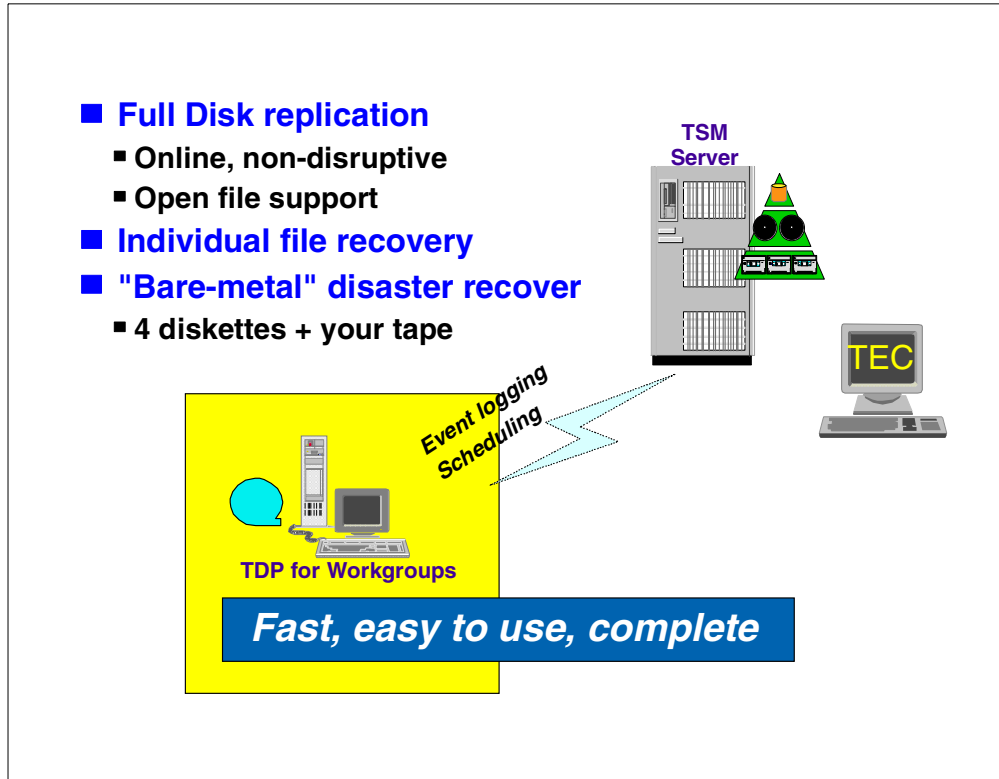 Full Disk replication
Online, non-disruptive
Open file support
Individual file recovery
"Bare-metal" disaster recover
4 diskettes + your tape
TSM
Server
TEC
Event logging
Scheduling
TDP for Workgroups
Fast, easy to use, complete